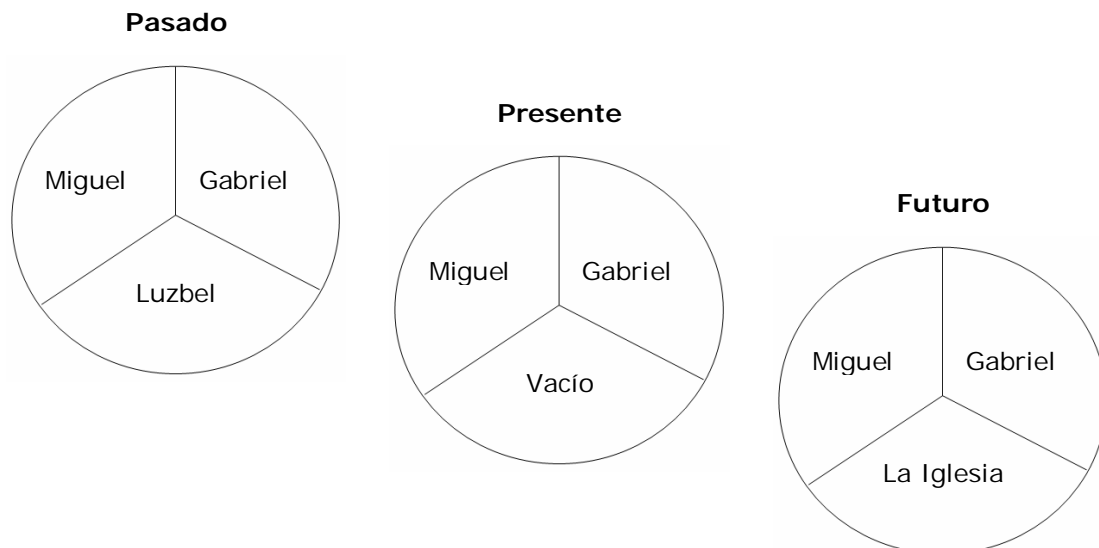 Pasado
Miguel
Gabriel
Luzbel
Presente
Miguel
Gabriel
Vacío
Futuro
Miguel
Gabriel
La Iglesia